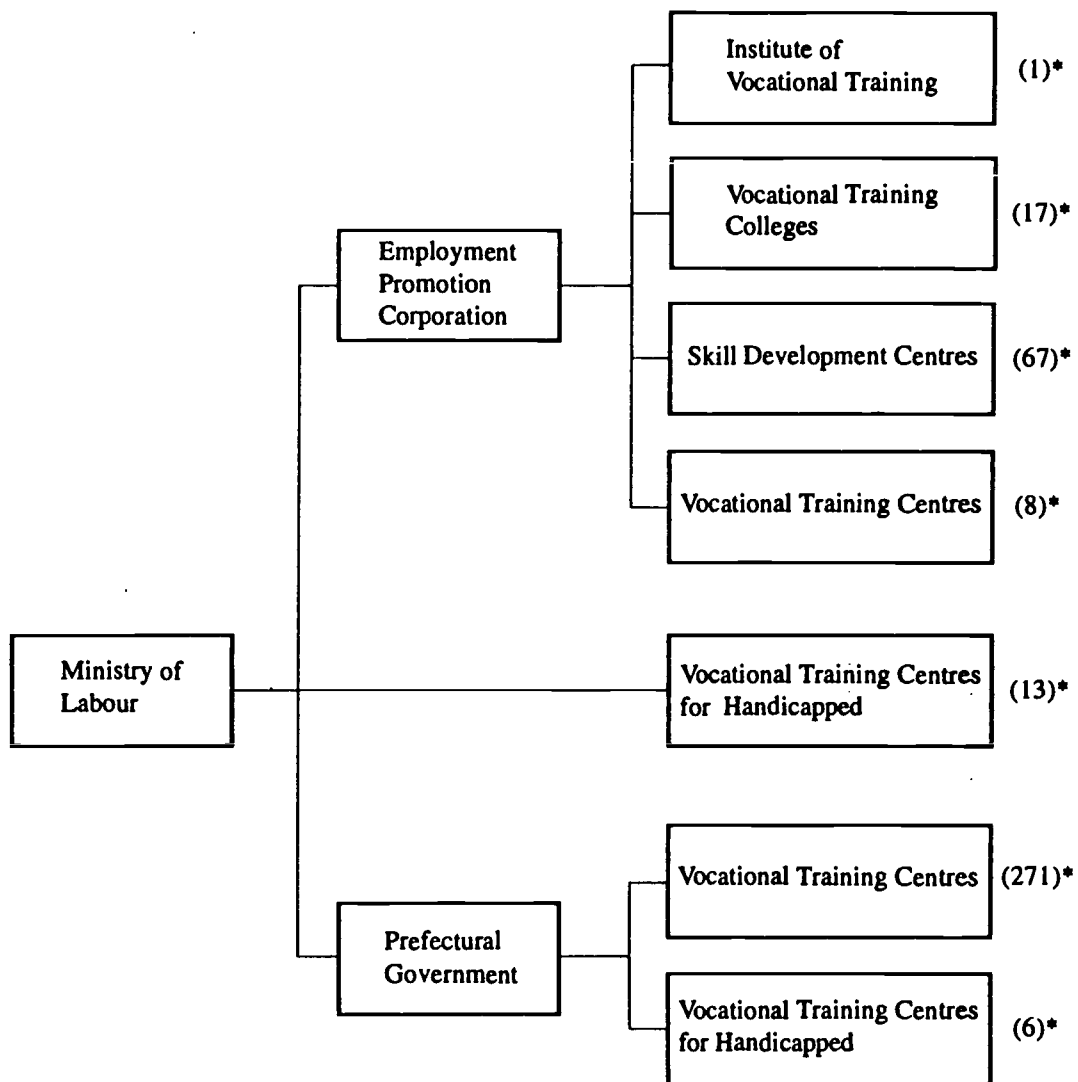 Institute of
Vocational Training
(1)*
Vocational Training
Colleges
(17)*
Employment
Promotion
Corporation
Skill Development Centres
(67)*
Vocational Training Centres
(8)*
Ministry of
Labour
Vocational Training Centres
for Handicapped
(13)*
Vocational Training Centres
(271)*
Prefectural
Government
Vocational Training Centres
for Handicapped
(6)*